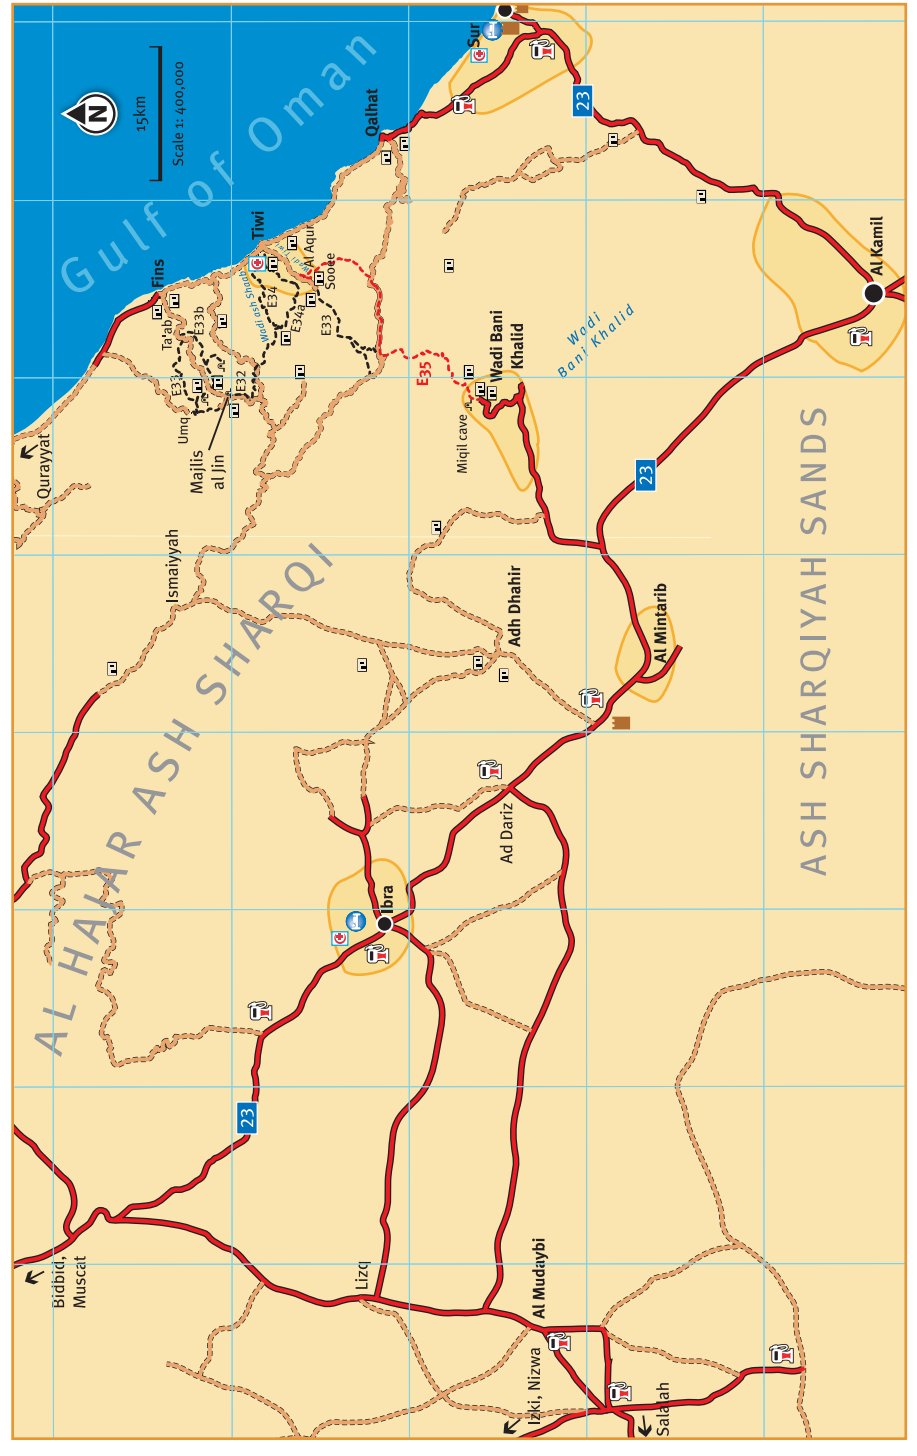 N
15km
Scale 1: 400,000
Gulf of Oman
Sur
23
Qalhat
Tiwi
Wadi Tiwi
Al Aqur
Sooee
Wadi ash Shaab
E34
E34a
E33
Fins
Ta'ab
E33b
E33
E32
Umq
Majlis
al Jin
Qurayyat
E35
Wadi Bani
Khalid
Miqil cave
Wadi
Bani Khalid
Al Kamil
23
ASH SHARQIYAH SANDS
Ismaiyyah
AL HAJAR ASH SHARQI
Adh Dhahir
Al Mintarib
Ad Dariz
Ibra
23
Bidbid,
Muscat
Lizq
Al Mudaybi
Izki, Nizwa
Salalah